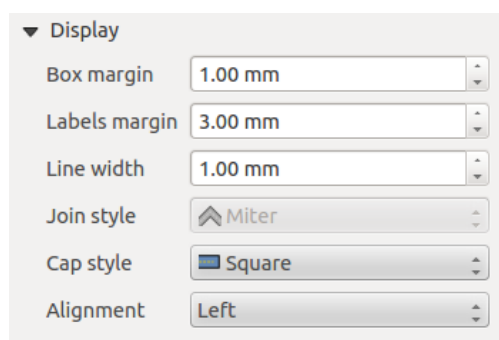 Display
Box margin 1.00 mm
Labels margin 3.00 mm
Line width 1.00 mm
Join style Miter
Cap style Square
Alignment Left